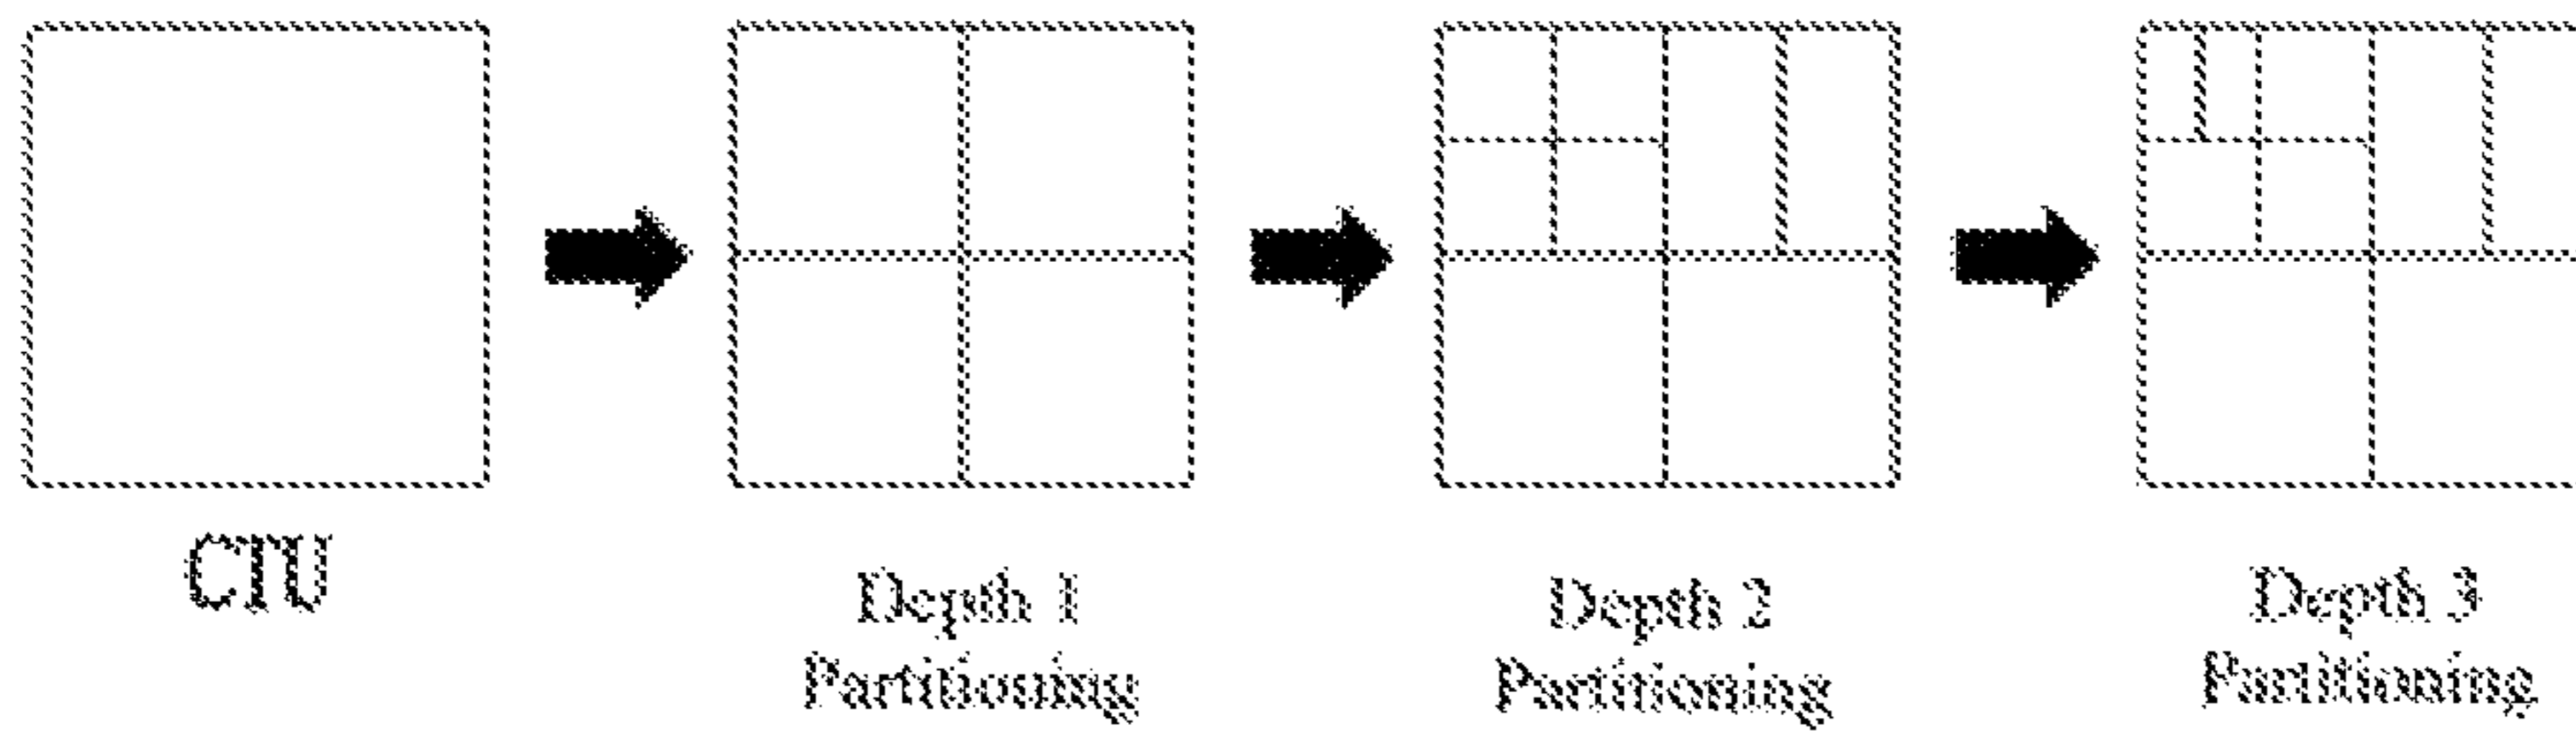 CTU
Depth 1
Partitioning
Depth 2
Partitioning
Depth 3
Partitioning